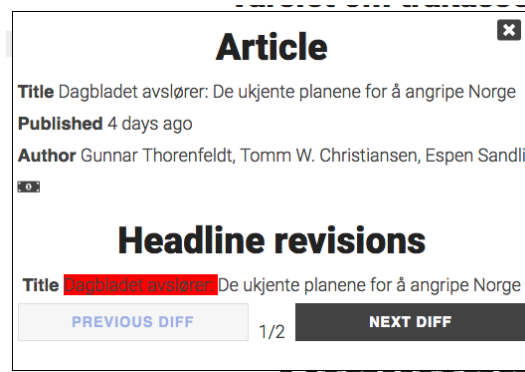 Article
Title Dagbladet avslører: De ukjente planene for å angripe Norge
Published 4 days ago
Author Gunnar Thorenfeldt, Tomm W. Christiansen, Espen Sandli
Headline revisions
Title Dagbladet avslører: De ukjente planene for å angripe Norge
PREVIOUS DIFF 1/2 NEXT DIFF